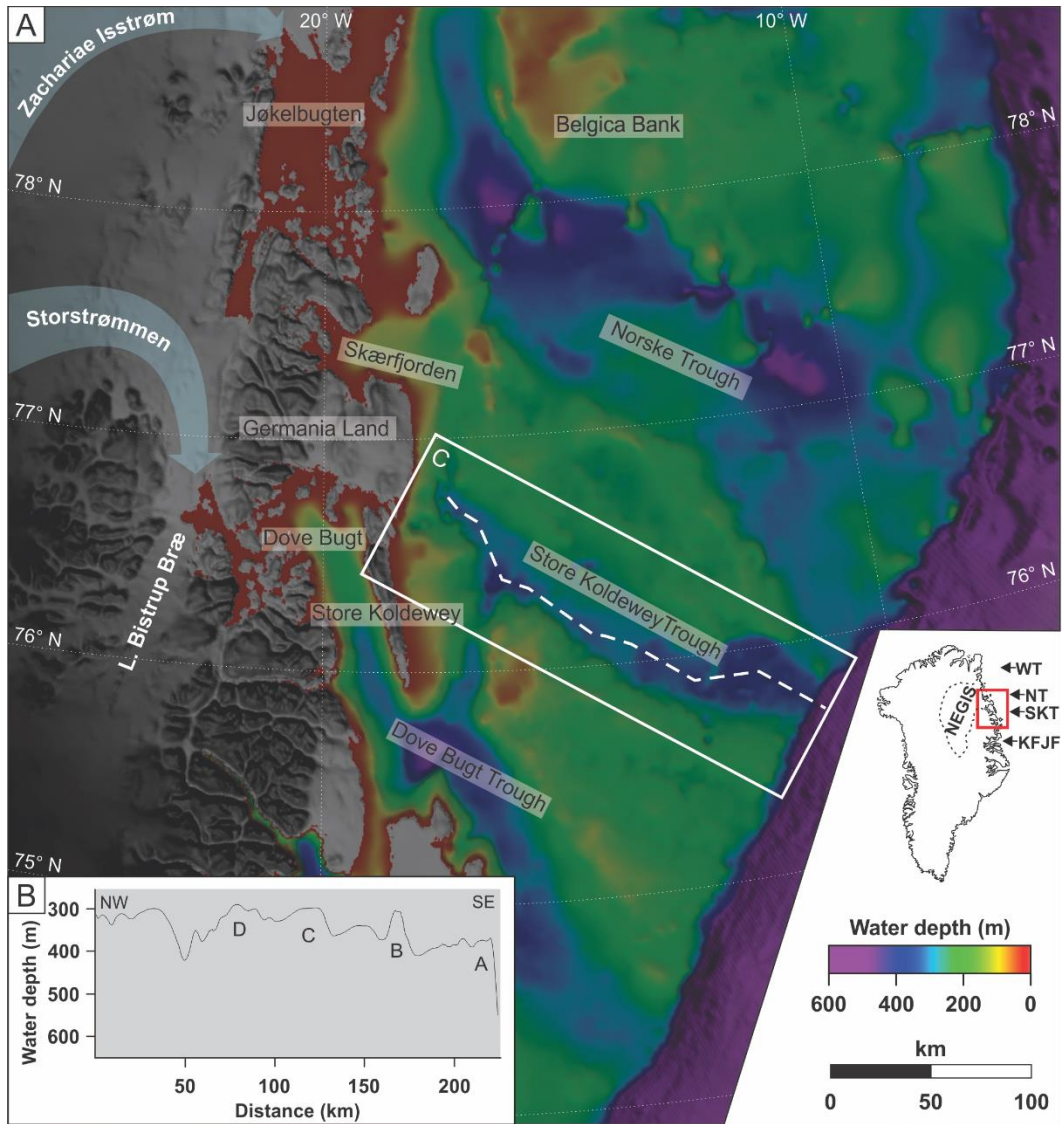 A
20° W
10° W
Zachariae Isstrøm
Jøkelbugten
Belgica Bank
78° N
78° N
Storstrømmen
Skærfjorden
Norske Trough
77° N
77° N
Germania Land
C
Dove Bugt
Store Koldewey Trough
76° N
L. Bistrup Bræ
Store Koldewey
76° N
Dove Bugt Trough
75° N
WT
NT
SKT
KFJF
NEGIS
B
NW
SE
300
400
500
600
D
C
B
A
Water depth (m)
50
100
150
200
Distance (km)
Water depth (m)
600
400
200
0
km
0
50
100